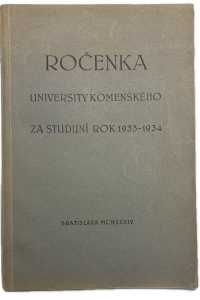 ROČENKA
UNIVERSITY KOMENSKÉHO
ZA STUDIJNÍ ROK 1933-1934
BRATISLAVA MCMXXXIV